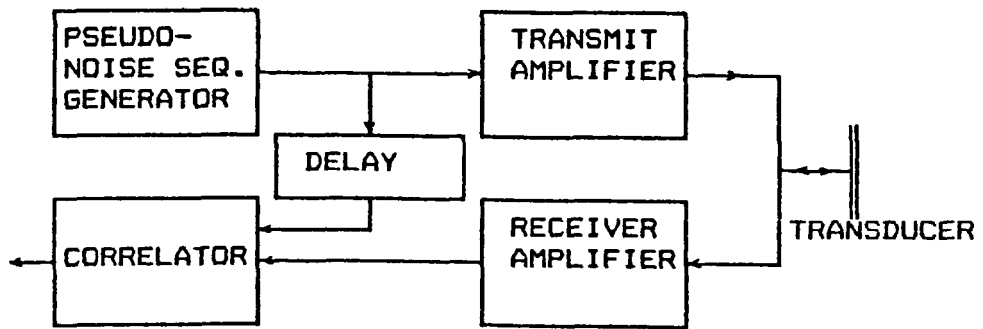 PSEUDO-
NOISE SEQ.
GENERATOR
TRANSMIT
AMPLIFIER
DELAY
CORRELATOR
RECEIVER
AMPLIFIER
TRANSDUCER